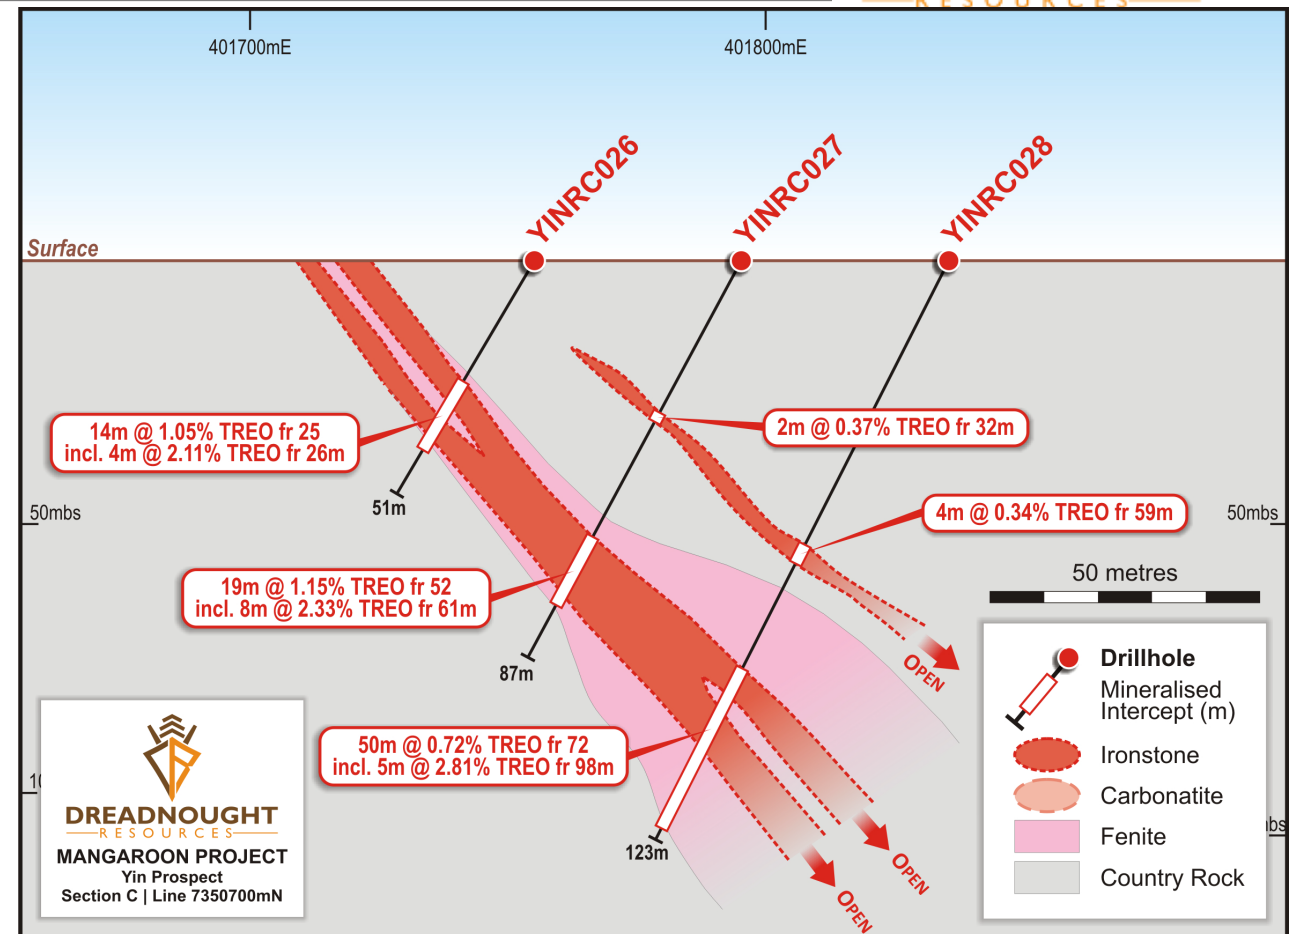 RESOURCES
401700mE
401800mE
YINRC026
YINRC027
YINRC028
Surface
14m @ 1.05% TREO fr 25
incl. 4m @ 2.11% TREO fr 26m
2m @ 0.37% TREO fr 32m
51m
50mbs
4m @ 0.34% TREO fr 59m
50mbs
19m @ 1.15% TREO fr 52
incl. 8m @ 2.33% TREO fr 61m
50 metres
87m
OPEN
50m @ 0.72% TREO fr 72
incl. 5m @ 2.81% TREO fr 98m
123m
OPEN
OPEN
DREADNOUGHT
RESOURCES
MANGAROON PROJECT
Yin Prospect
Section C | Line 7350700mN
Drillhole
Mineralised
Intercept (m)
Ironstone
Carbonatite
Fenite
Country Rock